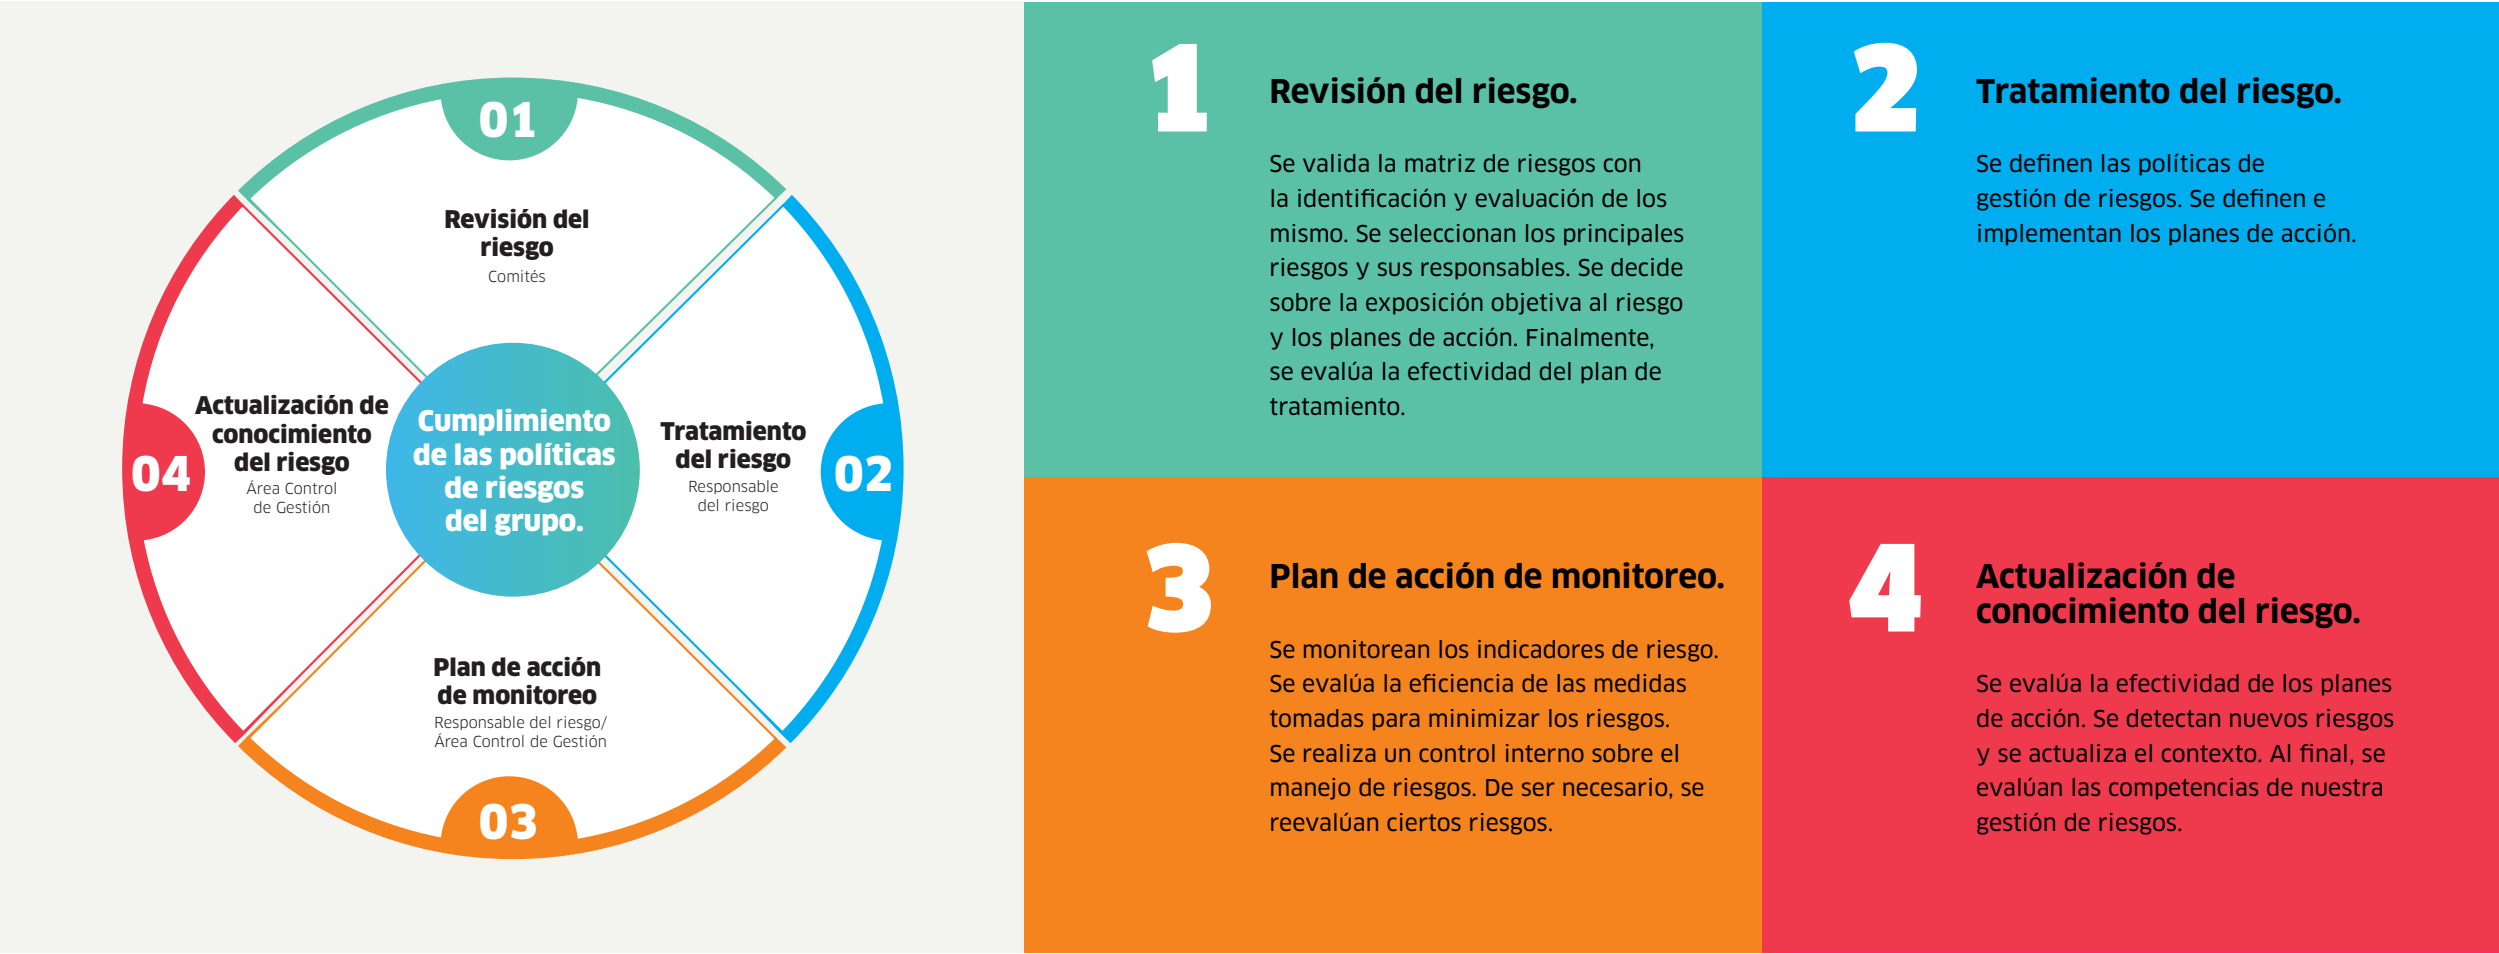 01
Revisión del
riesgo
Comités
Tratamiento
del riesgo
Responsable
del riesgo
02
Plan de acción
de monitoreo
Responsable del riesgo/
Área Control de Gestión
03
Actualización de
conocimiento
del riesgo
Área Control
de Gestión
04
Cumplimiento
de las políticas
de riesgos
del grupo.
1
Revisión del riesgo.
Se valida la matriz de riesgos con
la identificación y evaluación de los
mismo. Se seleccionan los principales
riesgos y sus responsables. Se decide
sobre la exposición objetiva al riesgo
y los planes de acción. Finalmente,
se evalúa la efectividad del plan de
tratamiento.
2
Tratamiento del riesgo.
Se definen las políticas de
gestión de riesgos. Se definen e
implementan los planes de acción.
3
Plan de acción de monitoreo.
Se monitorean los indicadores de riesgo.
Se evalúa la eficiencia de las medidas
tomadas para minimizar los riesgos.
Se realiza un control interno sobre el
manejo de riesgos. De ser necesario, se
reevalúan ciertos riesgos.
4
Actualización de
conocimiento del riesgo.
Se evalúa la efectividad de los planes
de acción. Se detectan nuevos riesgos
y se actualiza el contexto. Al final, se
evalúan las competencias de nuestra
gestión de riesgos.